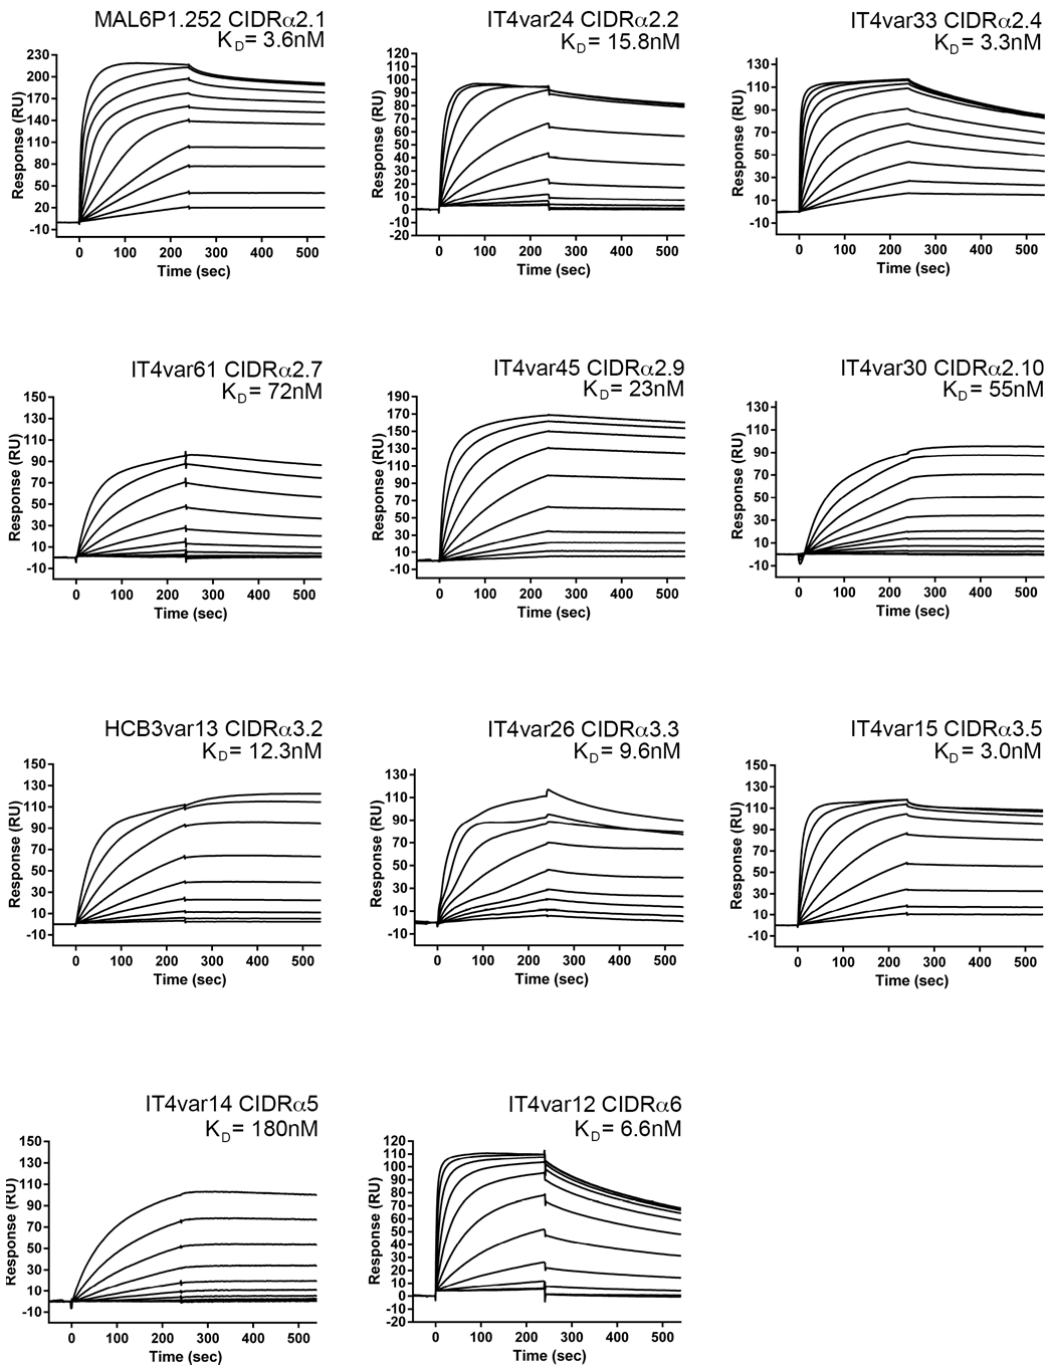 MAL6P1.252 CIDRα2.1
KD= 3.6nM
Response (RU)
230
200
170
140
110
80
50
20
-10
0 100 200 300 400 500
Time (sec)
IT4var24 CIDRα2.2
KD= 15.8nM
Response (RU)
120
110
100
90
80
70
60
50
40
30
20
10
0
-10
-20
0 100 200 300 400 500
Time (sec)
IT4var33 CIDRα2.4
KD= 3.3nM
Response (RU)
130
110
90
70
50
30
10
-10
0 100 200 300 400 500
Time (sec)
IT4var61 CIDRα2.7
KD= 72nM
Response (RU)
150
130
110
90
70
50
30
10
-10
0 100 200 300 400 500
Time (sec)
IT4var45 CIDRα2.9
KD= 23nM
Response (RU)
190
170
150
130
110
90
70
50
30
10
-10
0 100 200 300 400 500
Time (sec)
IT4var30 CIDRα2.10
KD= 55nM
Response (RU)
130
110
90
70
50
30
10
-10
0 100 200 300 400 500
Time (sec)
HCB3var13 CIDRα3.2
KD= 12.3nM
Response (RU)
150
130
110
90
70
50
30
10
-10
0 100 200 300 400 500
Time (sec)
IT4var26 CIDRα3.3
KD= 9.6nM
Response (RU)
130
110
90
70
50
30
10
-10
0 100 200 300 400 500
Time (sec)
IT4var15 CIDRα3.5
KD= 3.0nM
Response (RU)
150
130
110
90
70
50
30
10
-10
0 100 200 300 400 500
Time (sec)
IT4var14 CIDRα5
KD= 180nM
Response (RU)
150
130
110
90
70
50
30
10
-10
0 100 200 300 400 500
Time (sec)
IT4var12 CIDRα6
KD= 6.6nM
Response (RU)
120
110
100
90
80
70
60
50
40
30
20
10
0
-10
-20
0 100 200 300 400 500
Time (sec)